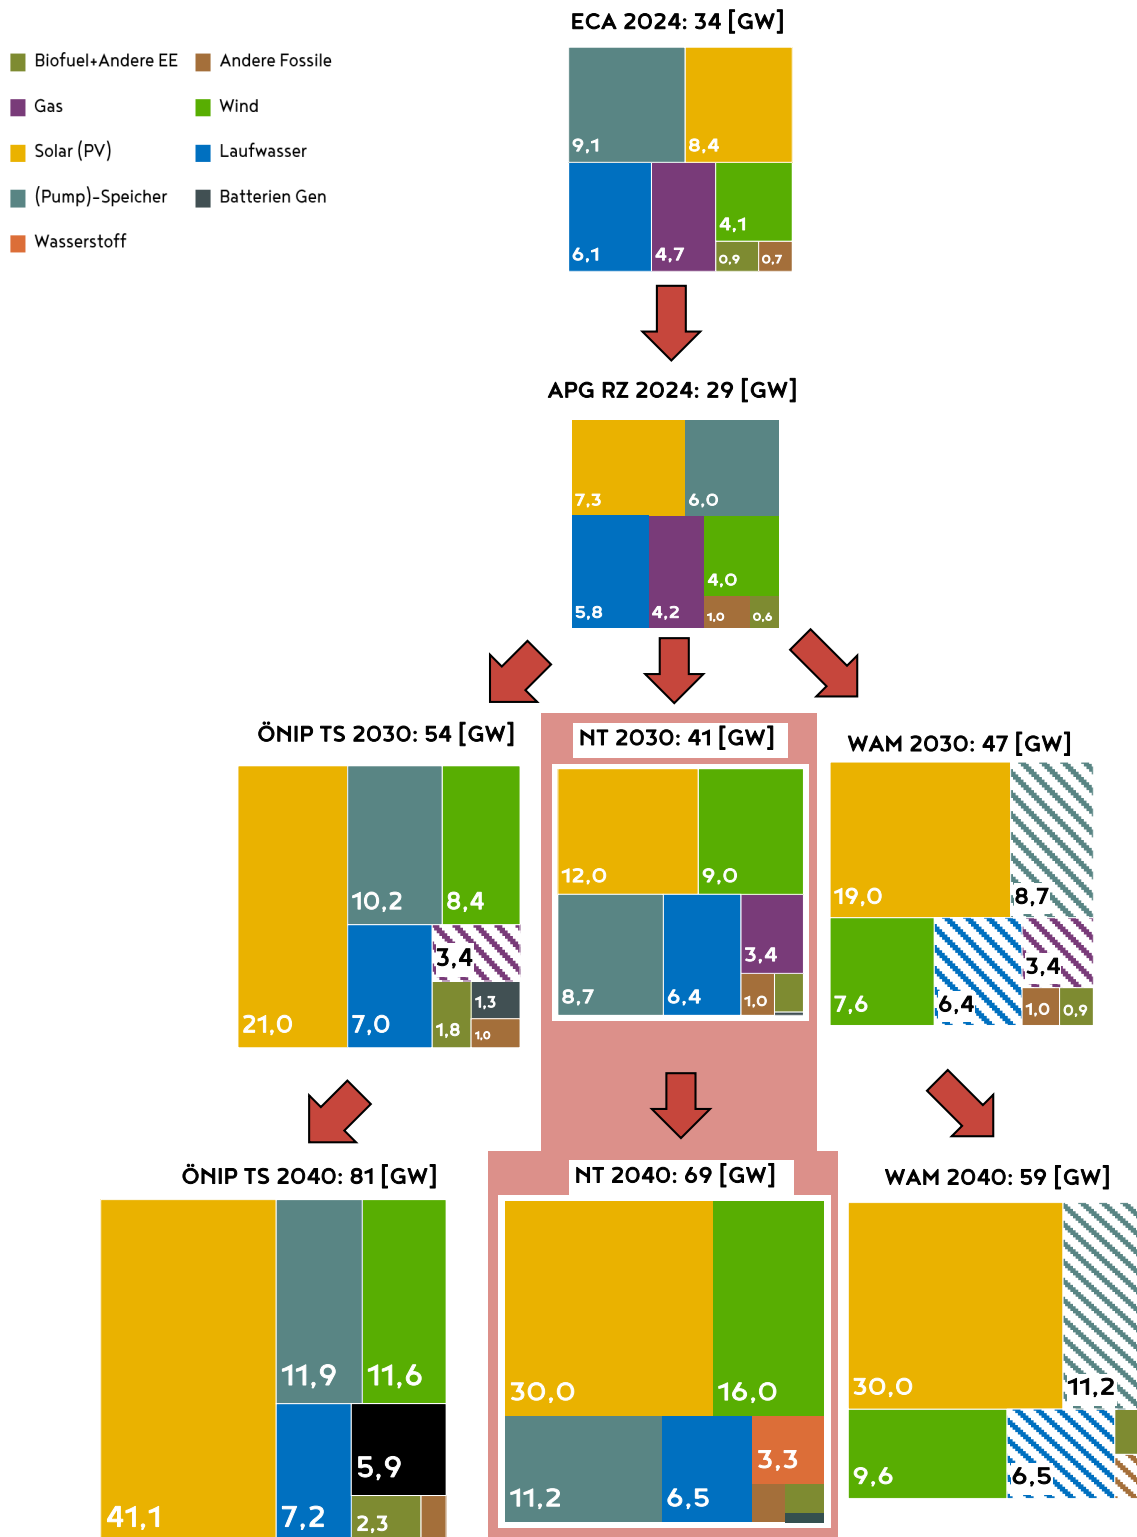 ECA 2024: 34 [GW]
Biofuel+Andere EE
Andere Fossile
Gas
Wind
Solar (PV)
Laufwasser
(Pump)-Speicher
Batterien Gen
Wasserstoff
9,1
8,4
6,1
4,7
4,1
0,9
0,7
APG RZ 2024: 29 [GW]
7,3
6,0
5,8
4,2
4,0
1,0
0,6
ÖNIP TS 2030: 54 [GW]
21,0
10,2
8,4
7,0
3,4
1,8
1,3
1,0
NT 2030: 41 [GW]
12,0
9,0
8,7
6,4
3,4
1,0
WAM 2030: 47 [GW]
19,0
8,7
7,6
6,4
3,4
1,0
0,9
ÖNIP TS 2040: 81 [GW]
41,1
11,9
11,6
7,2
5,9
2,3
NT 2040: 69 [GW]
30,0
16,0
11,2
6,5
3,3
WAM 2040: 59 [GW]
30,0
11,2
9,6
6,5